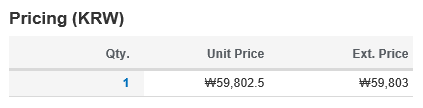 Pricing (KRW)
Qty. Unit Price Ext. Price
1 ₩59,802.5 ₩59,803